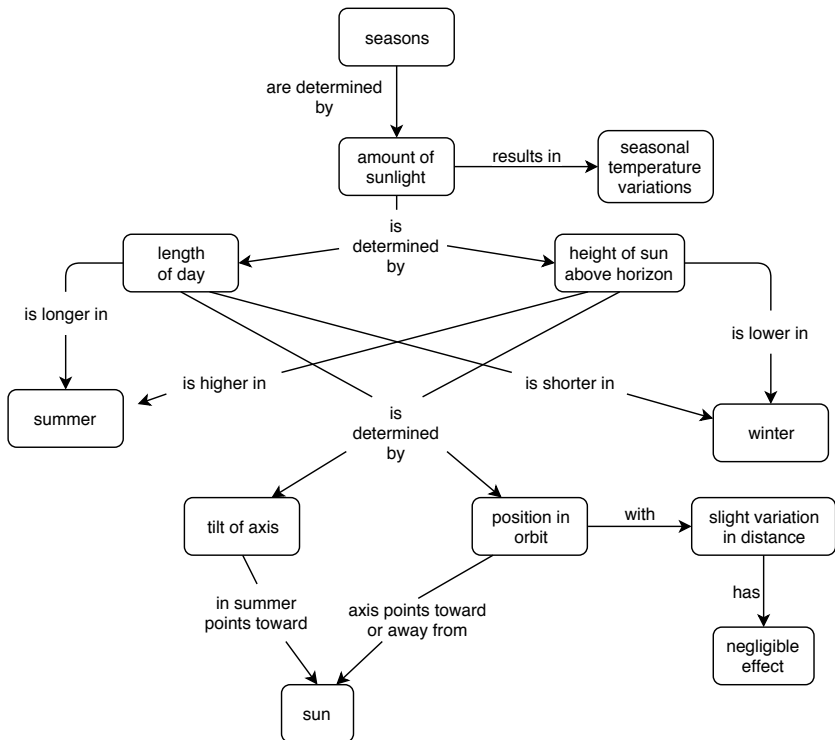 seasons
are determined
by
amount of
sunlight
results in
seasonal
temperature
variations
is
determined
by
length
of day
height of sun
above horizon
is longer in
is lower in
is higher in
is shorter in
summer
winter
is
determined
by
tilt of axis
position in
orbit
with
slight variation
in distance
in summer
points toward
axis points toward
or away from
has
negligible
effect
sun